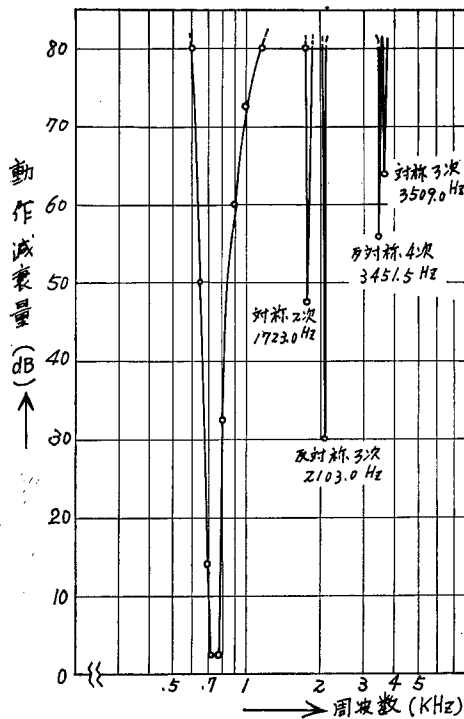 80
70
60
50
40
30
20
10
0
動作減衰量 (dB)
対称3次
3509.0 Hz
反対称4次
3451.5 Hz
対称2次
1723.0 Hz
反対称3次
2103.0 Hz
.5 .7 1 2 3 4 5
周波数 (KHz)